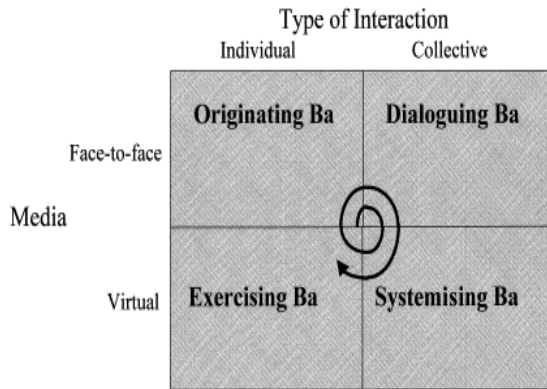 Type of Interaction
Individual Collective
Originating Ba Dialoguing Ba
Face-to-face
Media
Virtual Exercising Ba Systemising Ba